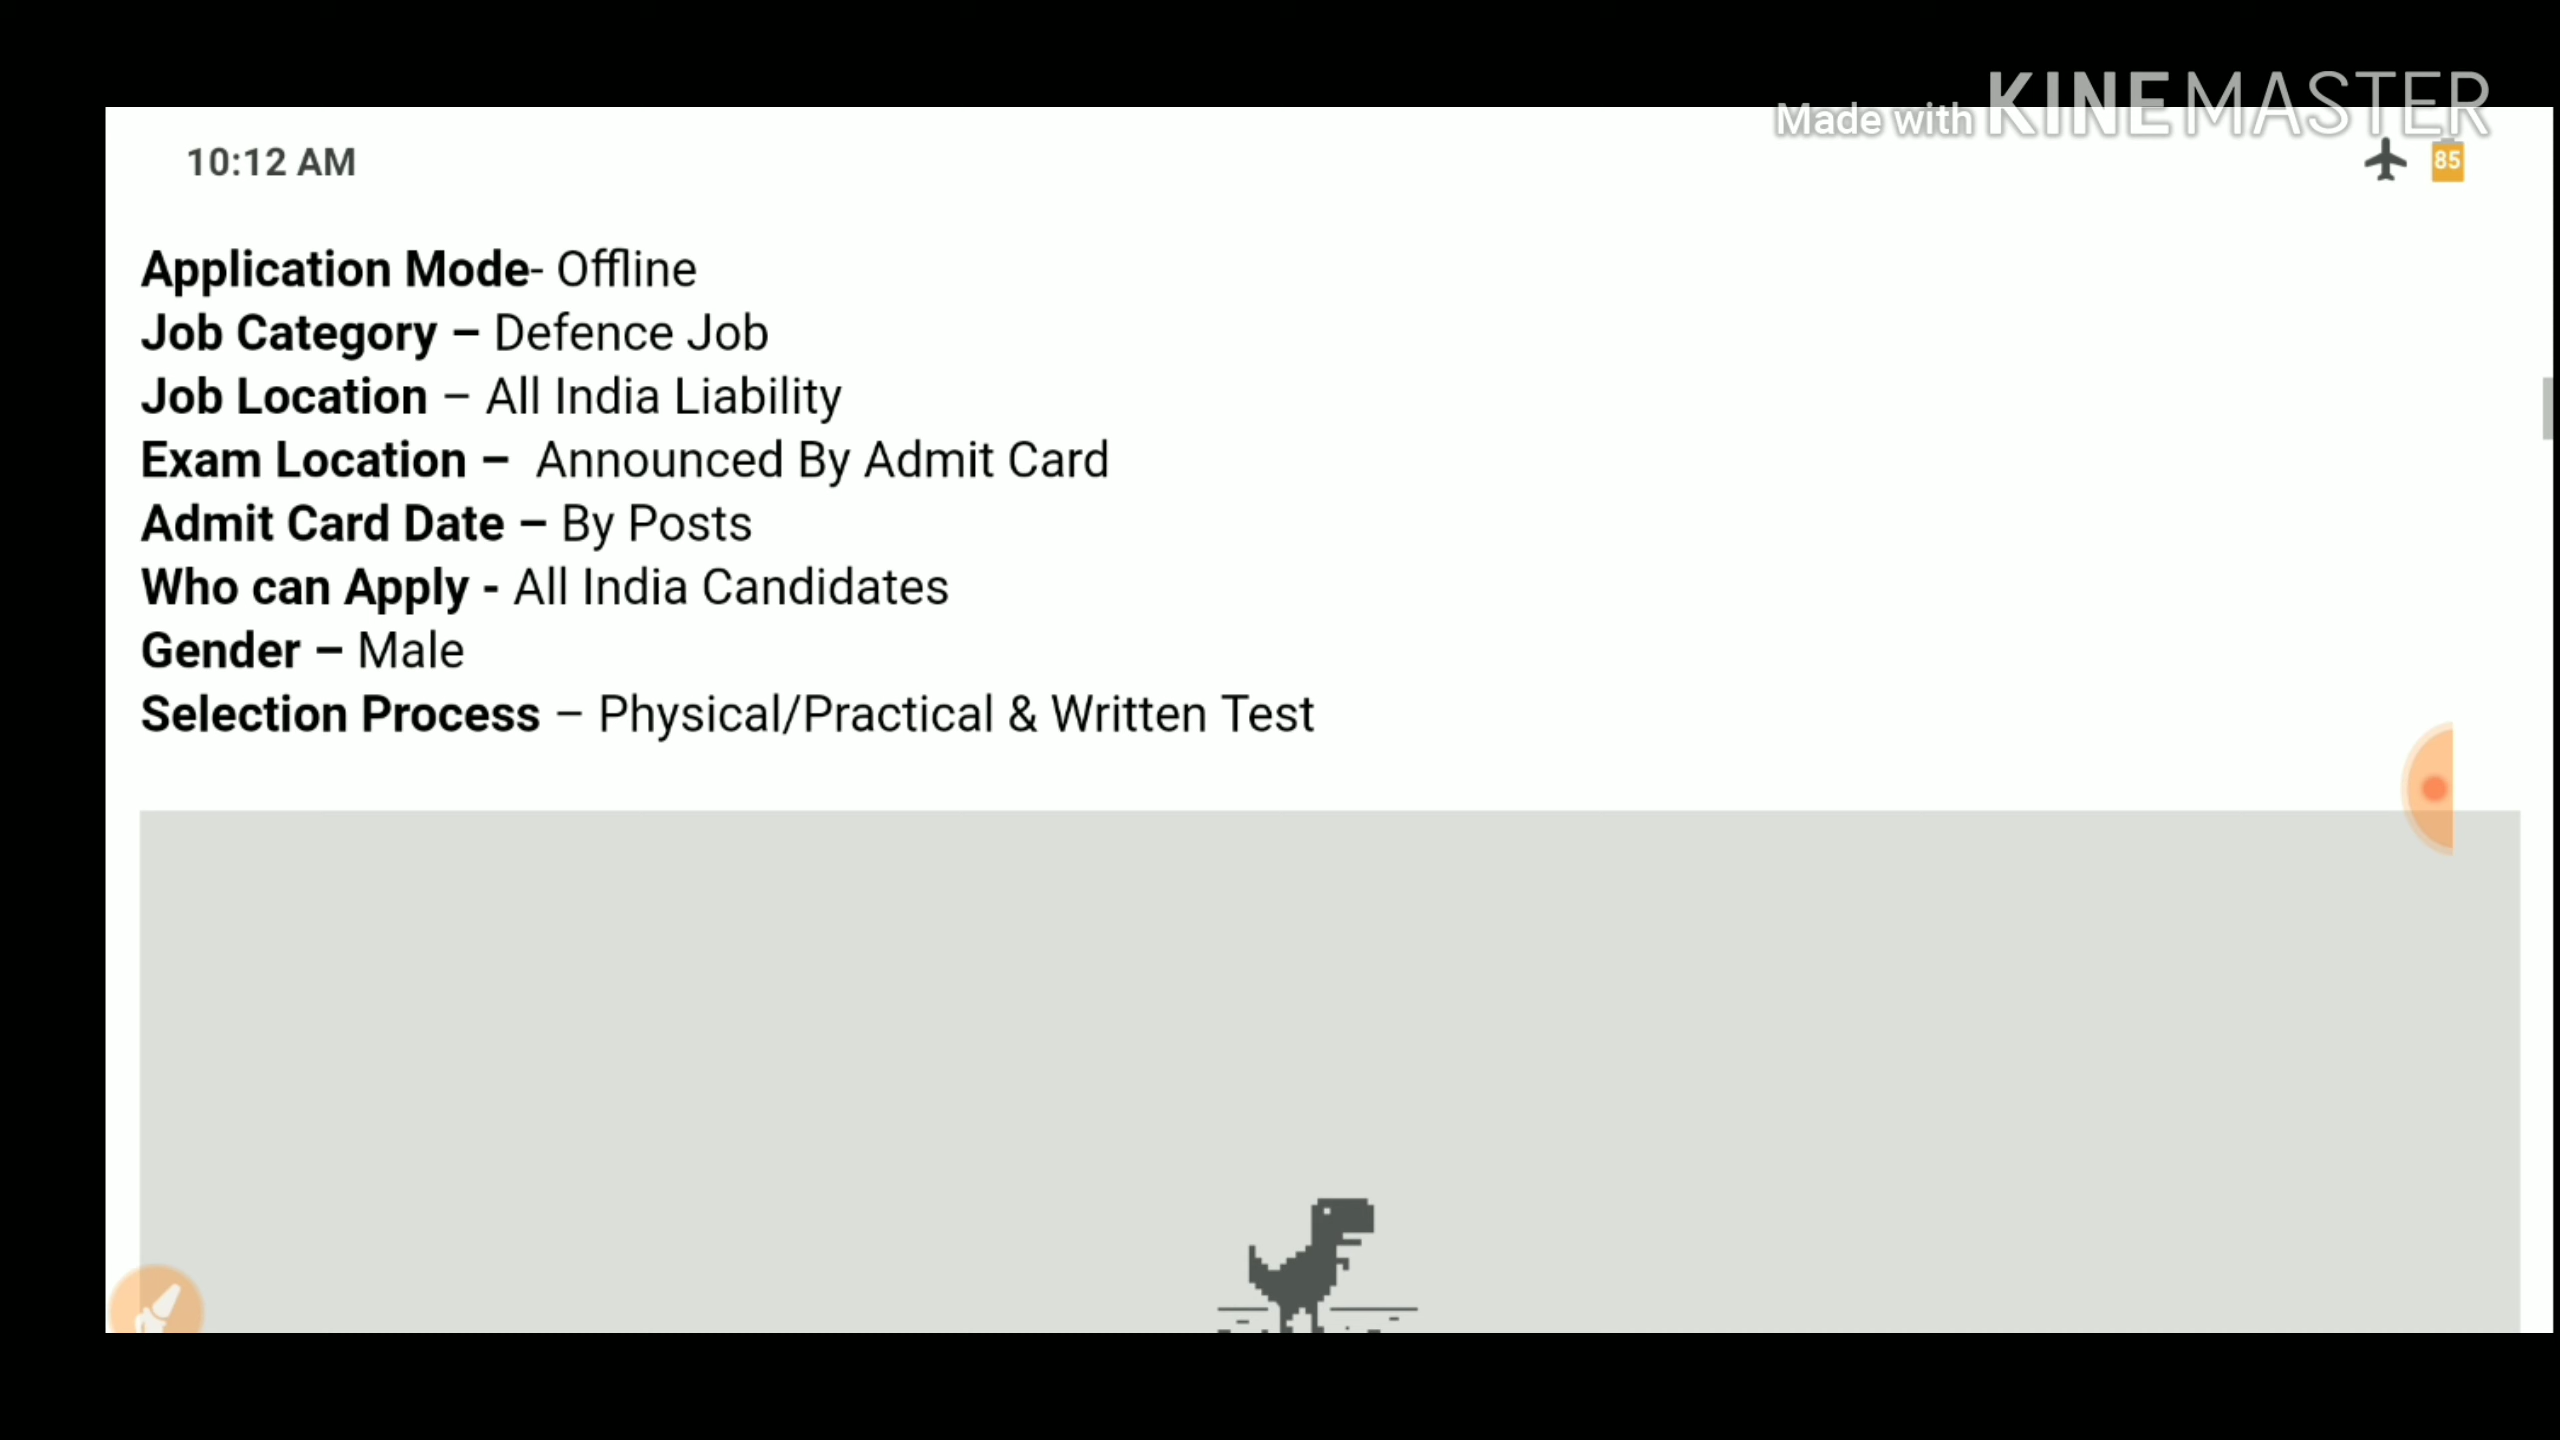 Made with KINEMASTER
10:12 AM
85
Application Mode- Offline
Job Category – Defence Job
Job Location – All India Liability
Exam Location – Announced By Admit Card
Admit Card Date – By Posts
Who can Apply - All India Candidates
Gender – Male
Selection Process – Physical/Practical & Written Test